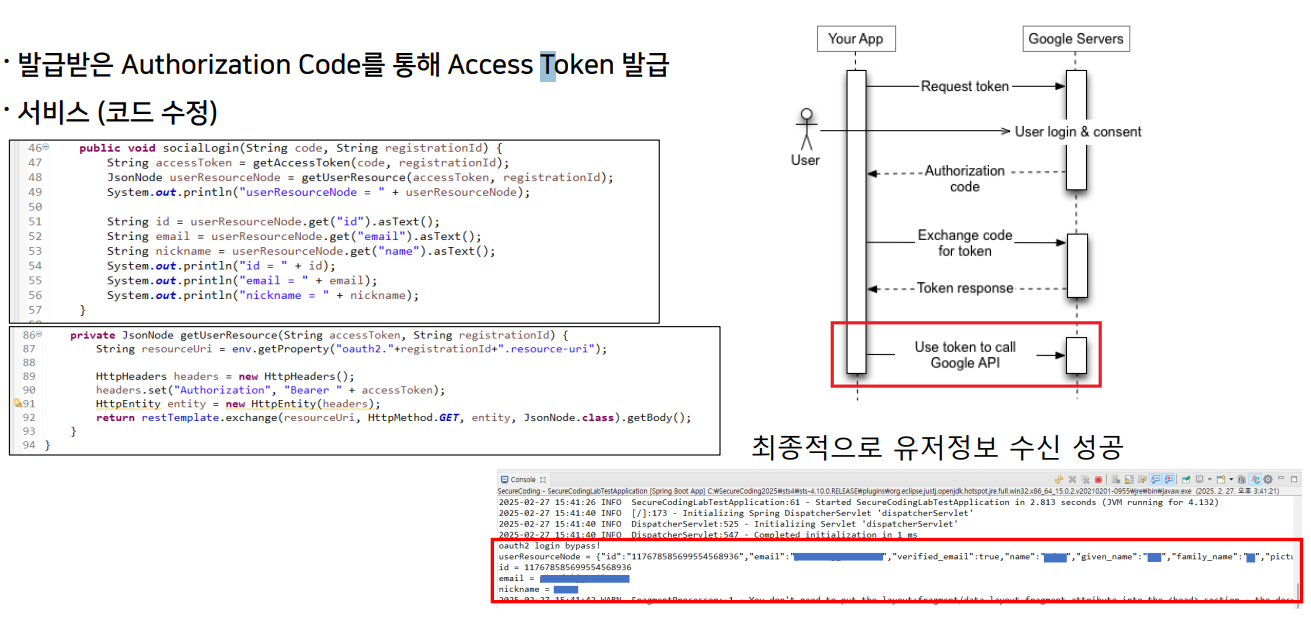 · 발급받은 Authorization Code를 통해 Access Token 발급
· 서비스 (코드 수정)
46 public void socialLogin(String code, String registrationId) {
47 String accessToken = getAccessToken(code, registrationId);
48 JsonNode userResourceNode = getUserResource(accessToken, registrationId);
49 System.out.println("userResourceNode = " + userResourceNode);
50
51 String id = userResourceNode.get("id").asText();
52 String email = userResourceNode.get("email").asText();
53 String nickname = userResourceNode.get("name").asText();
54 System.out.println("id = " + id);
55 System.out.println("email = " + email);
56 System.out.println("nickname = " + nickname);
57 }
86 private JsonNode getUserResource(String accessToken, String registrationId) {
87 String resourceUri = env.getProperty("oauth2."+registrationId+".resource-uri");
88
89 HttpHeaders headers = new HttpHeaders();
90 headers.set("Authorization", "Bearer " + accessToken);
91 HttpEntity entity = new HttpEntity(headers);
92 return restTemplate.exchange(resourceUri, HttpMethod.GET, entity, JsonNode.class).getBody();
93 }
94 }
Your App
Google Servers
Request token
User
User login & consent
Authorization
code
Exchange code
for token
Token response
Use token to call
Google API
최종적으로 유저정보 수신 성공
Console
SecureCoding - SecureCodingLabTestApplication [Spring Boot App] C:₩SecureCoding2025₩sts4₩sts-4.10.0.RELEASE₩plugins₩org.eclipse.justj.openjdk.hotspot.jre.full.win32.x86_64_15.0.2.v20210201-0955₩jre₩bin₩javaw.exe (2025. 2. 27. 오후 3:41:21)
2025-02-27 15:41:26 INFO SecureCodingLabTestApplication:61 - Started SecureCodingLabTestApplication in 2.813 seconds (JVM running for 4.132)
2025-02-27 15:41:40 INFO [/]:173 - Initializing Spring DispatcherServlet 'dispatcherServlet'
2025-02-27 15:41:40 INFO DispatcherServlet:525 - Initializing Servlet 'dispatcherServlet'
2025-02-27 15:41:40 INFO DispatcherServlet:547 - Completed initialization in 1 ms
oauth2 login bypass!
userResourceNode = {"id":"117678585699554568936","email":" ","verified_email":true,"name":" ","given_name":" ","family_name":" ","pictu
id = 117678585699554568936
email =
nickname =
2025-02-27 15:41:42 WARN FragmentProcessor: 1 - You don't need to put the layout:fragment/data-layout-fragment attribute into the <head> section - the dec